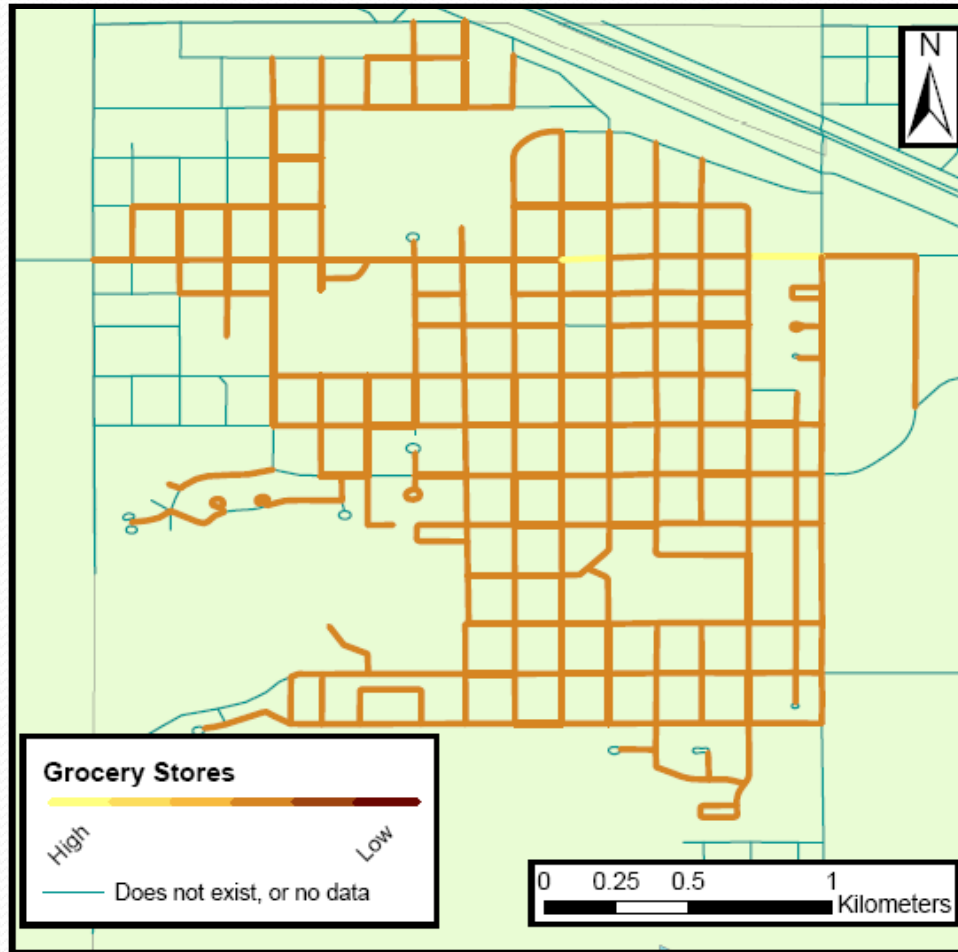 N
Grocery Stores
High
Low
Does not exist, or no data
0 0.25 0.5 1
Kilometers